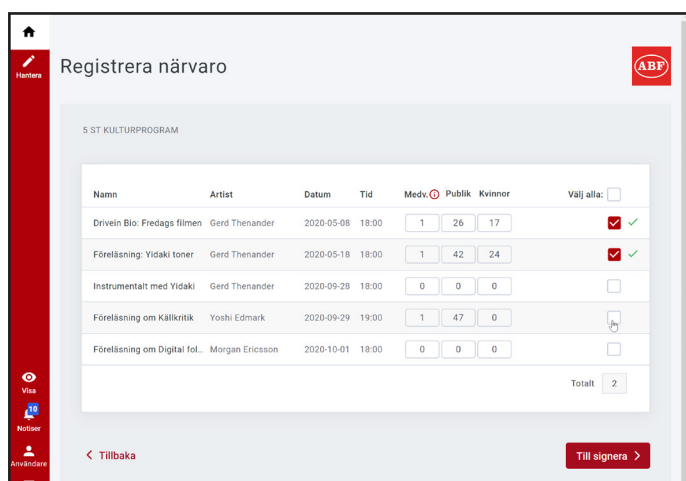 Hantera
Registrera närvaro
ABF
5 ST KULTURPROGRAM
Namn Artist Datum Tid Medv. Publik Kvinnor Välj alla:
Drivein Bio: Fredags filmen Gerd Thenander 2020-05-08 18:00 1 26 17
Föreläsning: Yidaki toner Gerd Thenander 2020-05-18 18:00 1 42 24
Instrumentalt med Yidaki Gerd Thenander 2020-09-28 18:00 0 0 0
Föreläsning om Källkritik Yoshi Edmark 2020-09-29 19:00 1 47 0
Föreläsning om Digital fol... Morgan Ericsson 2020-10-01 18:00 0 0 0
Totalt 2
Visa
10
Notiser
Användare
Tillbaka
Till signera